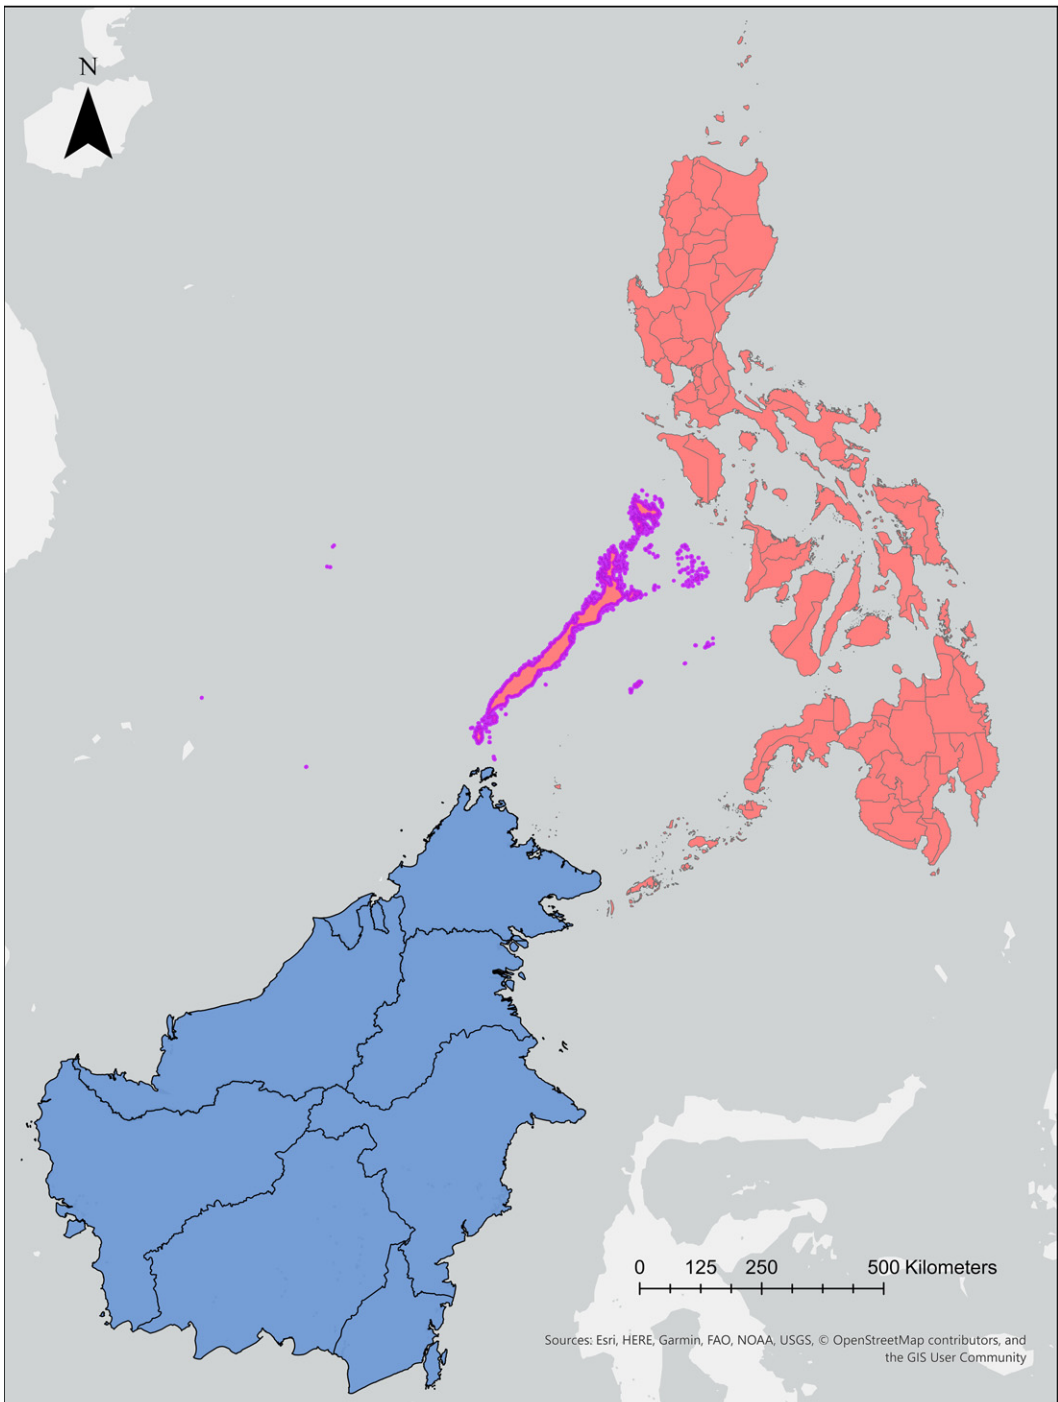 N
0 125 250 500 Kilometers
Sources: Esri, HERE, Garmin, FAO, NOAA, USGS, © OpenStreetMap contributors, and
the GIS User Community